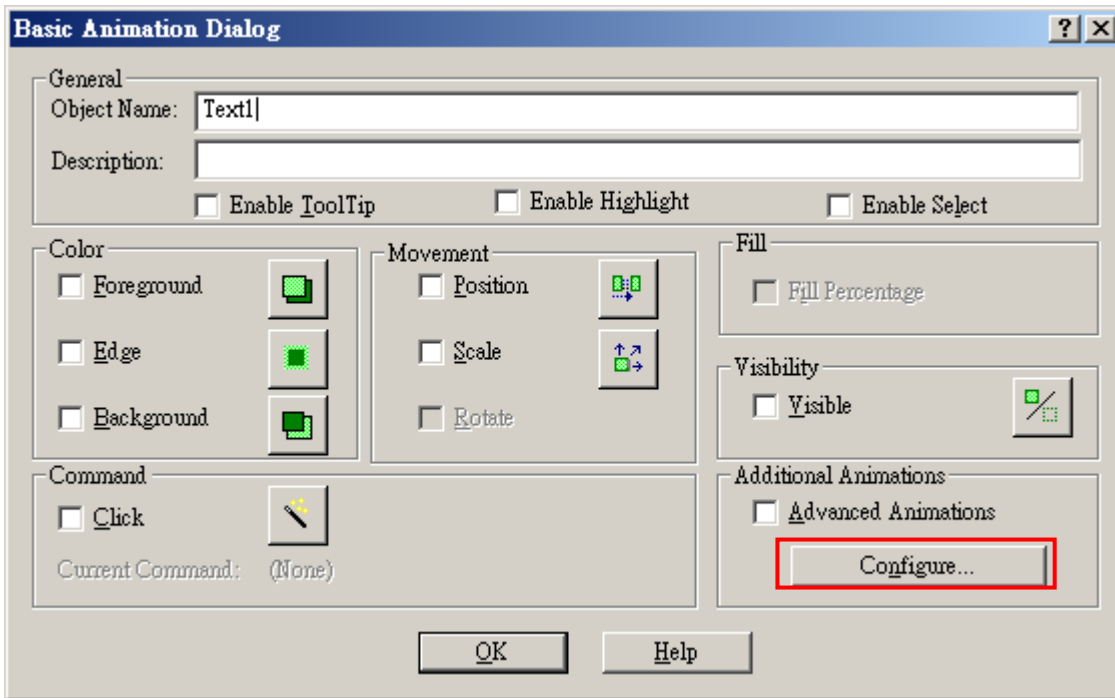 Basic Animation Dialog
General
Object Name: Text1
Description:
Enable ToolTip Enable Highlight Enable Select
Color
Foreground
Edge
Background
Movement
Position
Scale
Rotate
Fill
Fill Percentage
Visibility
Visible
Command
Click
Current Command: (None)
Additional Animations
Advanced Animations
Configure...
OK Help